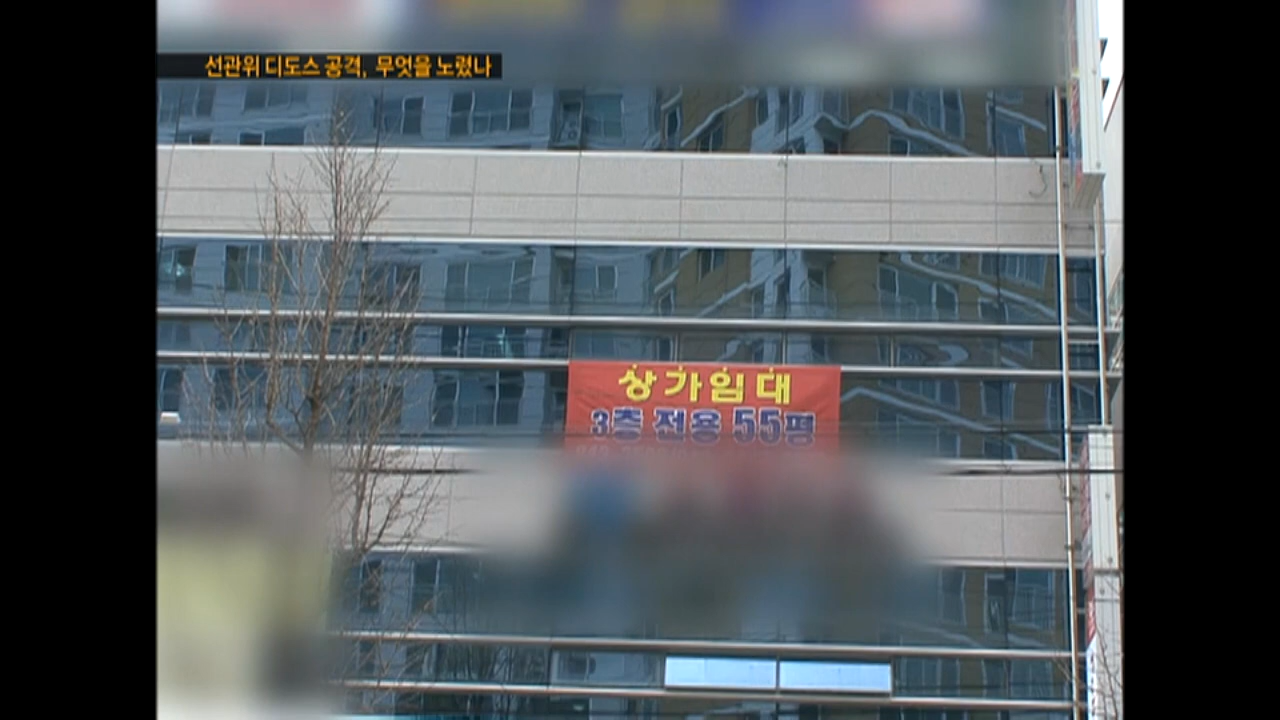 선관위 디도스 공격, 무엇을 노렸나
상가임대
3층 전용 55평